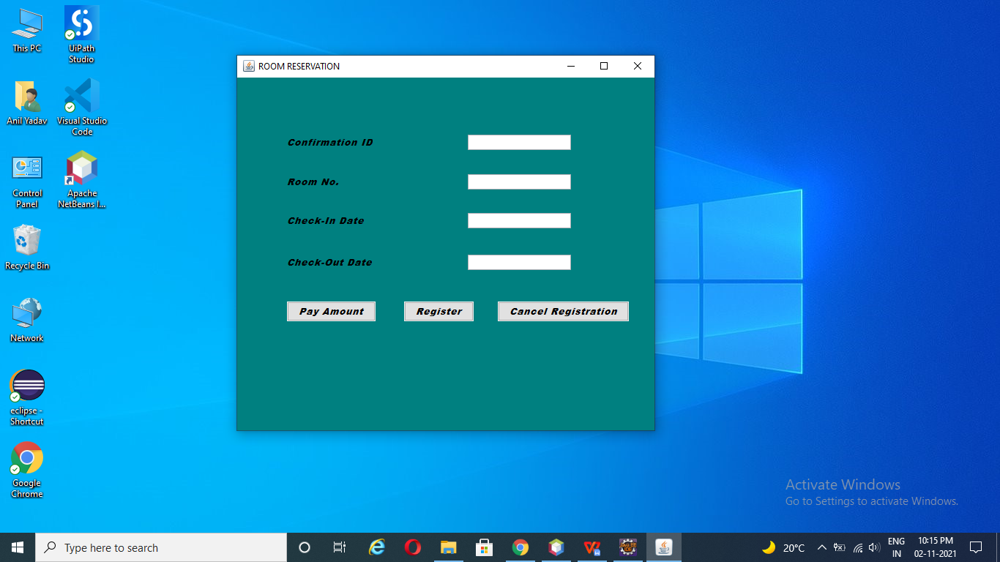 This PC
UiPath
Studio
Anil Yadav
Visual Studio
Code
Control
Panel
Apache
NetBeans I...
Recycle Bin
Network
eclipse -
Shortcut
Google
Chrome
ROOM RESERVATION
Confirmation ID
Room No.
Check-In Date
Check-Out Date
Pay Amount
Register
Cancel Registration
Activate Windows
Go to Settings to activate Windows.
Type here to search
20°C
ENG
IN
10:15 PM
02-11-2021